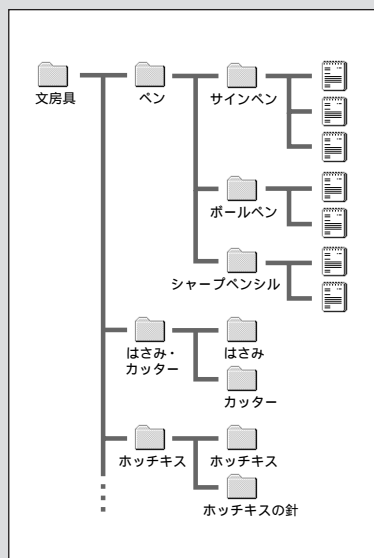 文房具
ペン
サインペン
ボールペン
シャープペンシル
はさみ・
カッター
はさみ
カッター
ホッチキス
ホッチキス
ホッチキスの針